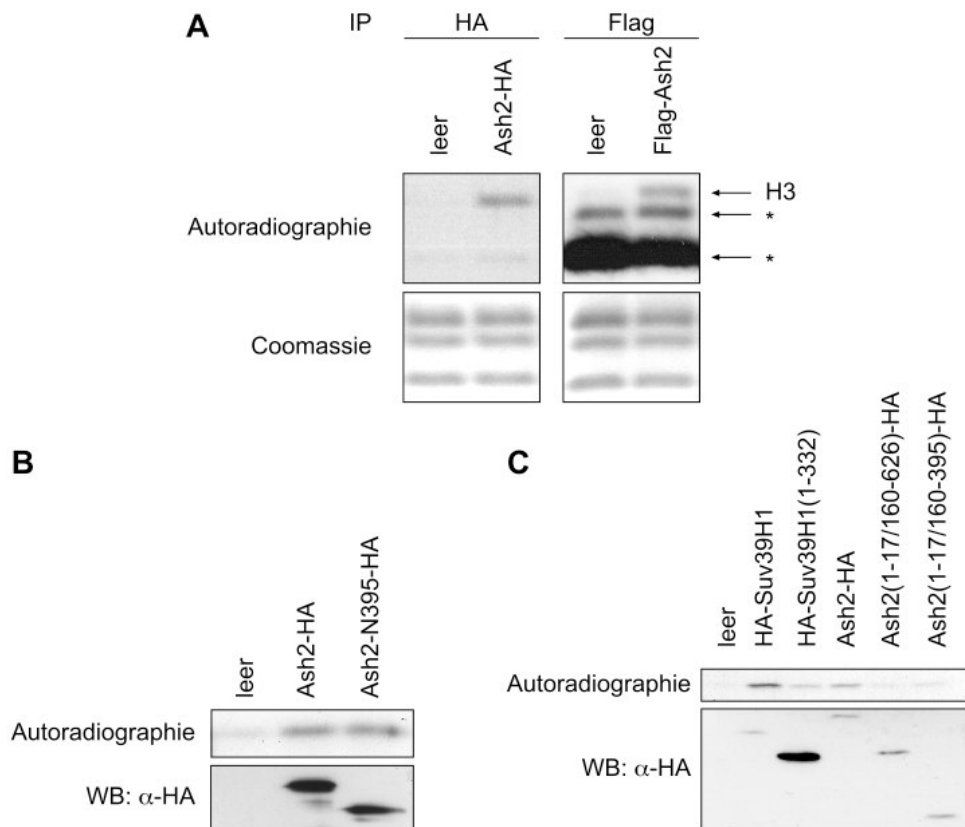 A
IP
HA
Flag
leer
Ash2-HA
leer
Flag-Ash2
Autoradiographie
H3
*
*
Coomassie
B
leer
Ash2-HA
Ash2-N395-HA
Autoradiographie
WB: α-HA
C
leer
HA-Suv39H1
HA-Suv39H1(1-332)
Ash2-HA
Ash2(1-17/160-626)-HA
Ash2(1-17/160-395)-HA
Autoradiographie
WB: α-HA